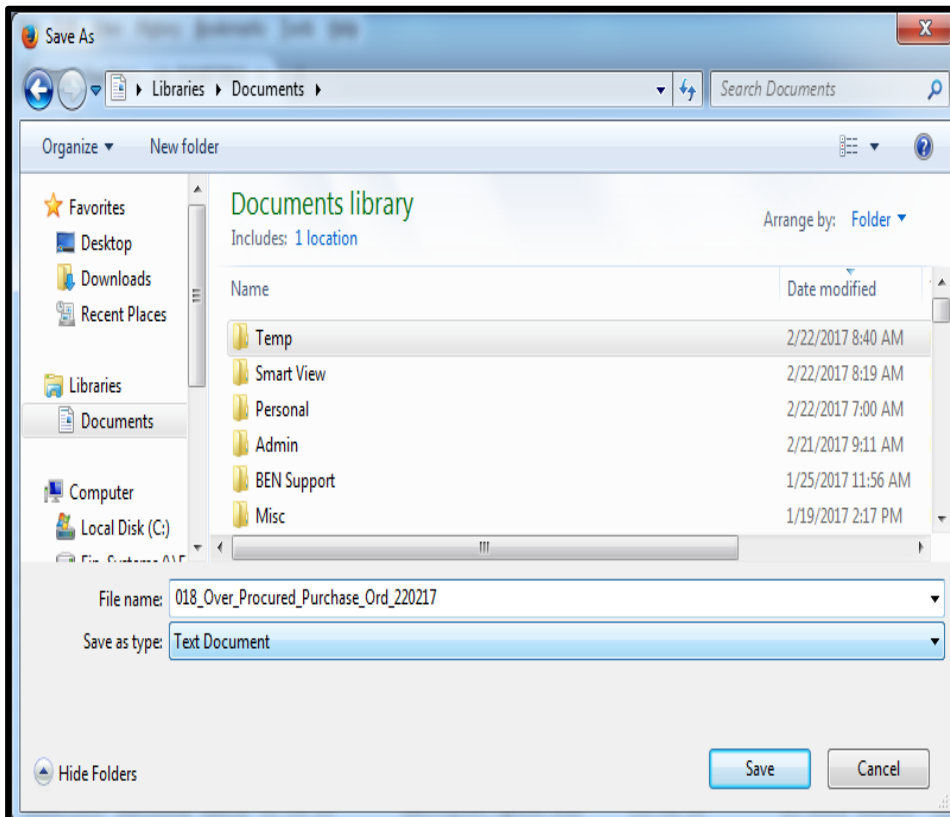 Save As
Libraries Documents
Search Documents
Organize New folder
Favorites
Desktop
Downloads
Recent Places
Libraries
Documents
Computer
Local Disk (C:)
Documents library
Includes: 1 location
Arrange by: Folder
Name Date modified
Temp 2/22/2017 8:40 AM
Smart View 2/22/2017 8:19 AM
Personal 2/22/2017 7:00 AM
Admin 2/21/2017 9:11 AM
BEN Support 1/25/2017 11:56 AM
Misc 1/19/2017 2:17 PM
File name: 018_Over_Procured_Purchase_Ord_220217
Save as type: Text Document
Hide Folders
Save Cancel